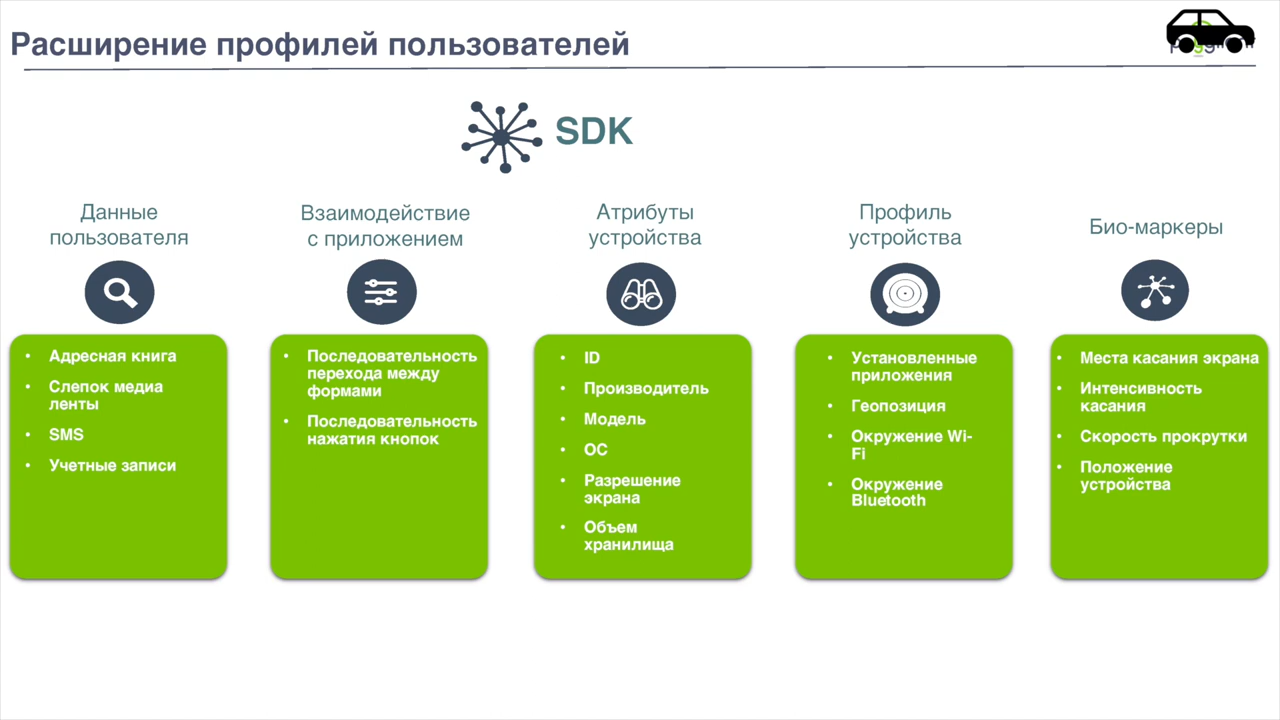 Расширение профилей пользователей
SDK
Данные
пользователя
Взаимодействие
с приложением
Атрибуты
устройства
Профиль
устройства
Био-маркеры
• Адресная книга
• Слепок медиа
ленты
• SMS
• Учетные записи
• Последовательность
перехода между
формами
• Последовательность
нажатия кнопок
• ID
• Производитель
• Модель
• ОС
• Разрешение
экрана
• Объем
хранилища
• Установленные
приложения
• Геопозиция
• Окружение Wi-
Fi
• Окружение
Bluetooth
• Места касания экрана
• Интенсивность
касания
• Скорость прокрутки
• Положение
устройства